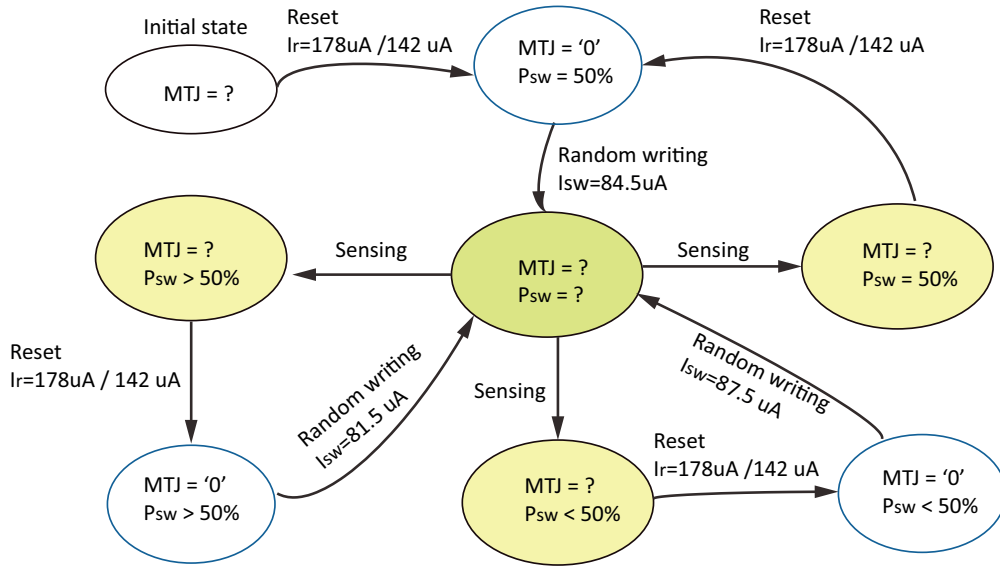 Initial state
MTJ = ?
Reset
Ir=178uA /142 uA
MTJ = ‘0’
Psw = 50%
Reset
Ir=178uA /142 uA
Random writing
Isw=84.5uA
MTJ = ?
Psw > 50%
Sensing
MTJ = ?
Psw = ?
Sensing
MTJ = ?
Psw = 50%
Reset
Ir=178uA / 142 uA
Random writing
Isw=81.5 uA
Sensing
Random writing
Isw=87.5 uA
MTJ = ‘0’
Psw > 50%
MTJ = ?
Psw < 50%
Reset
Ir=178uA /142 uA
MTJ = ‘0’
Psw < 50%